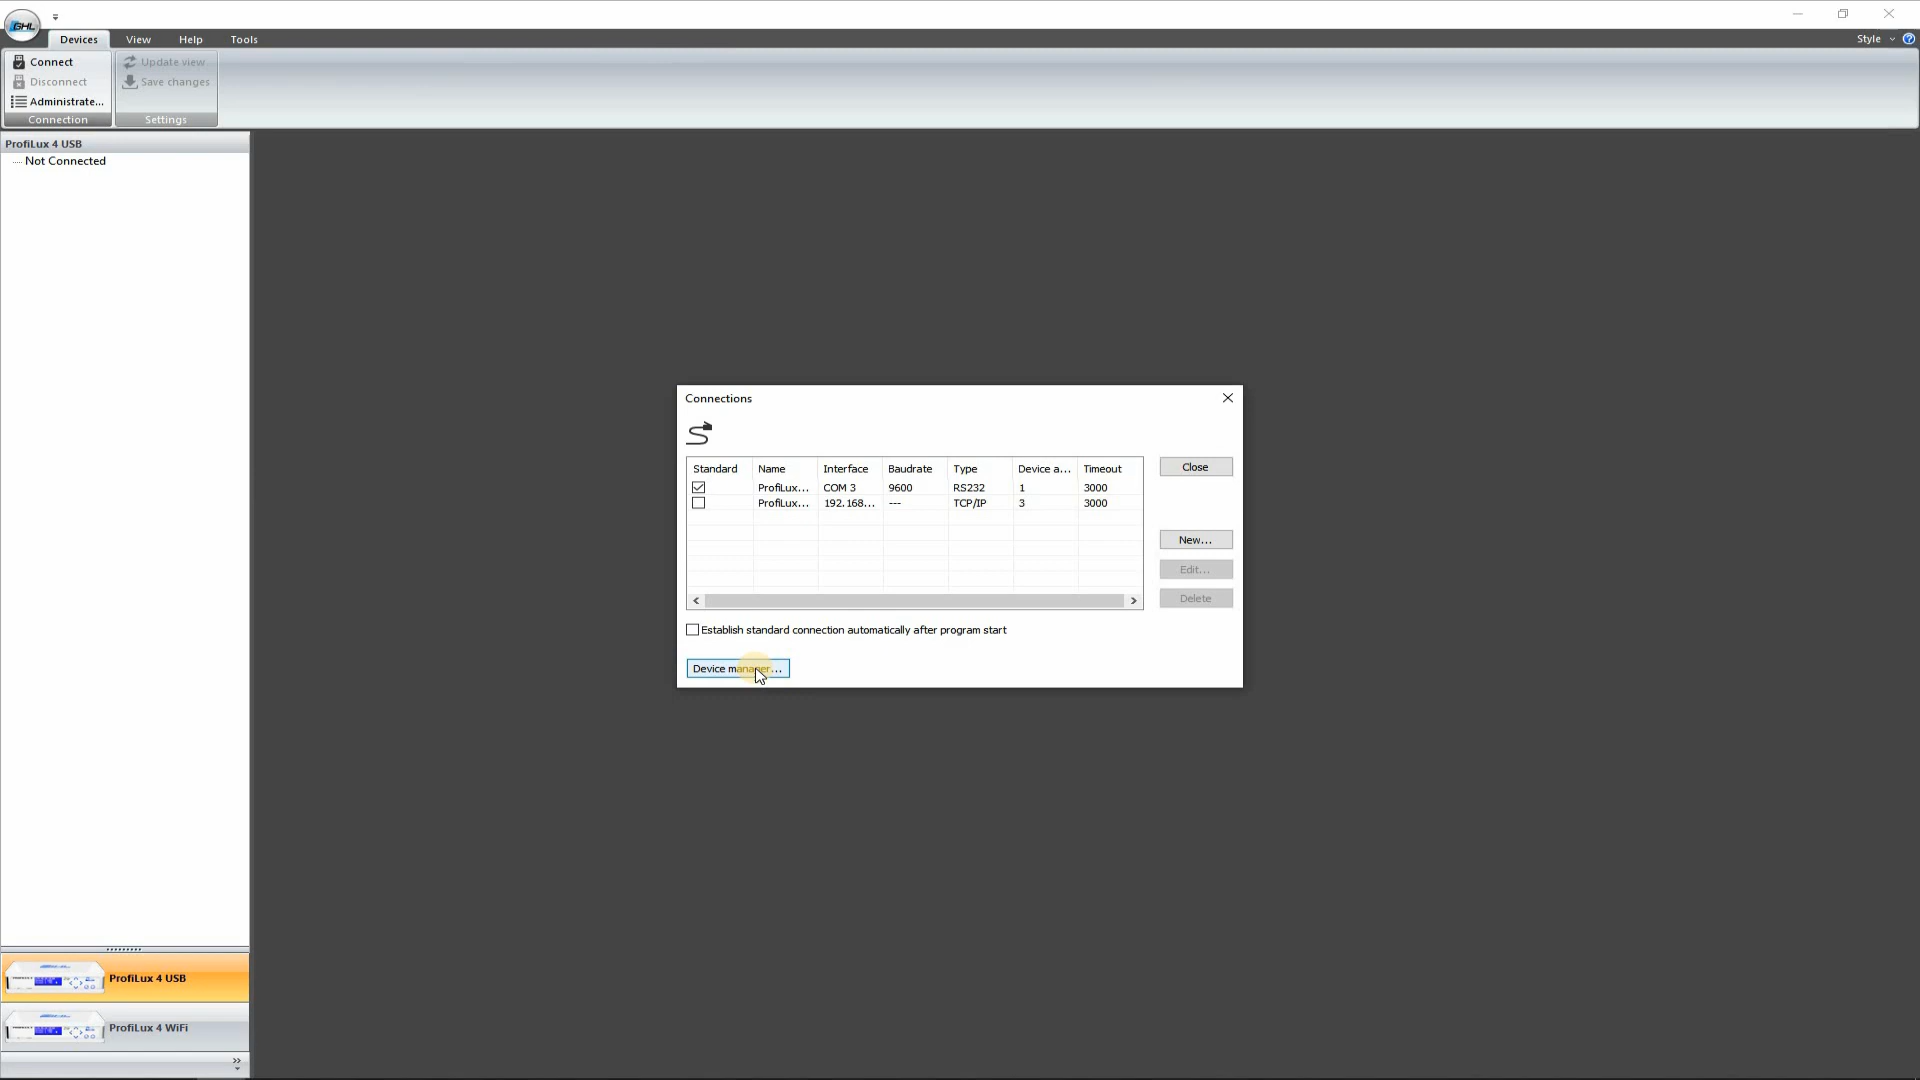 GHL
Devices View Help Tools Style
Connect
Disconnect
Administrate...
Connection
Update view
Save changes
Settings
ProfiLux 4 USB
Not Connected
Connections
Standard Name Interface Baudrate Type Device a... Timeout
ProfiLux... COM 3 9600 RS232 1 3000
ProfiLux... 192.168... --- TCP/IP 3 3000
Close
New...
Edit...
Delete
Establish standard connection automatically after program start
Device manager...
ProfiLux 4 USB
ProfiLux 4 WiFi